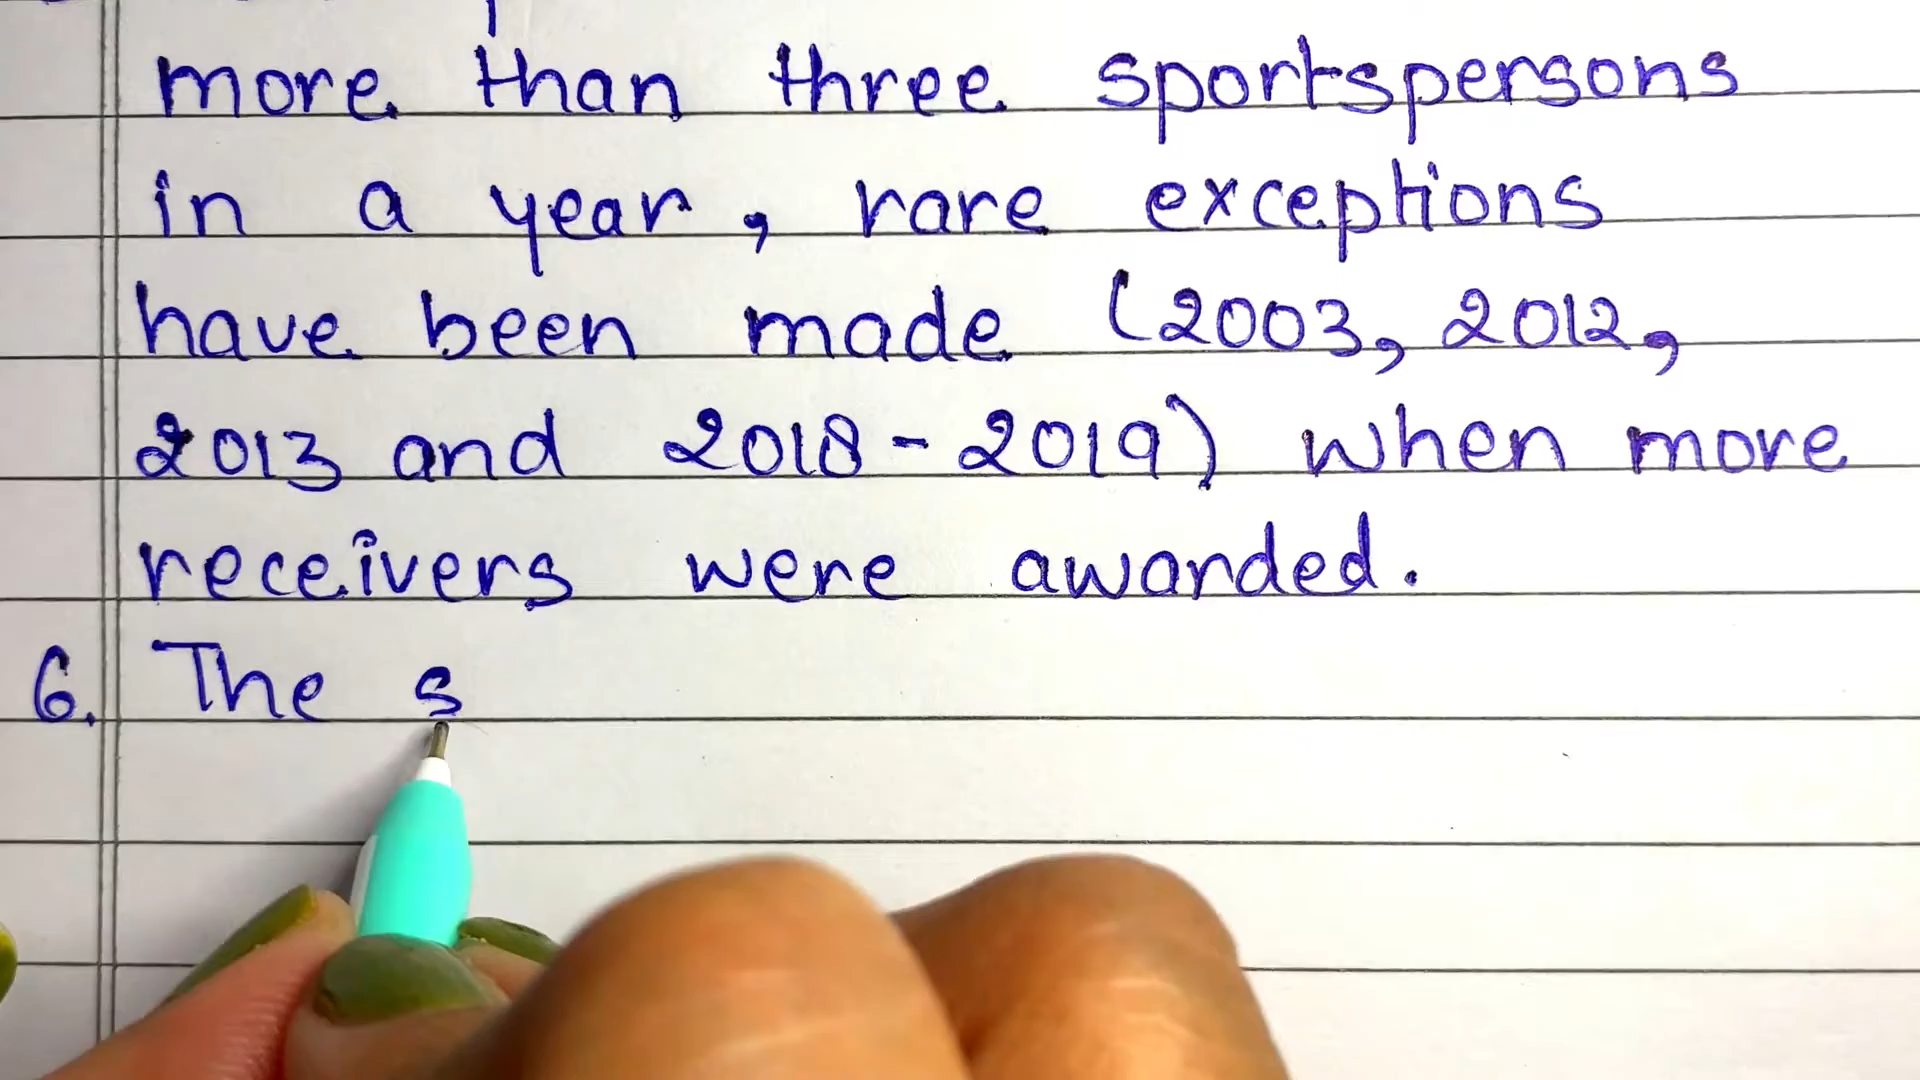 more than three sportspersons
in a year, rare exceptions
have been made (2003, 2012,
2013 and 2018-2019) when more
receivers were awarded.
6. The s